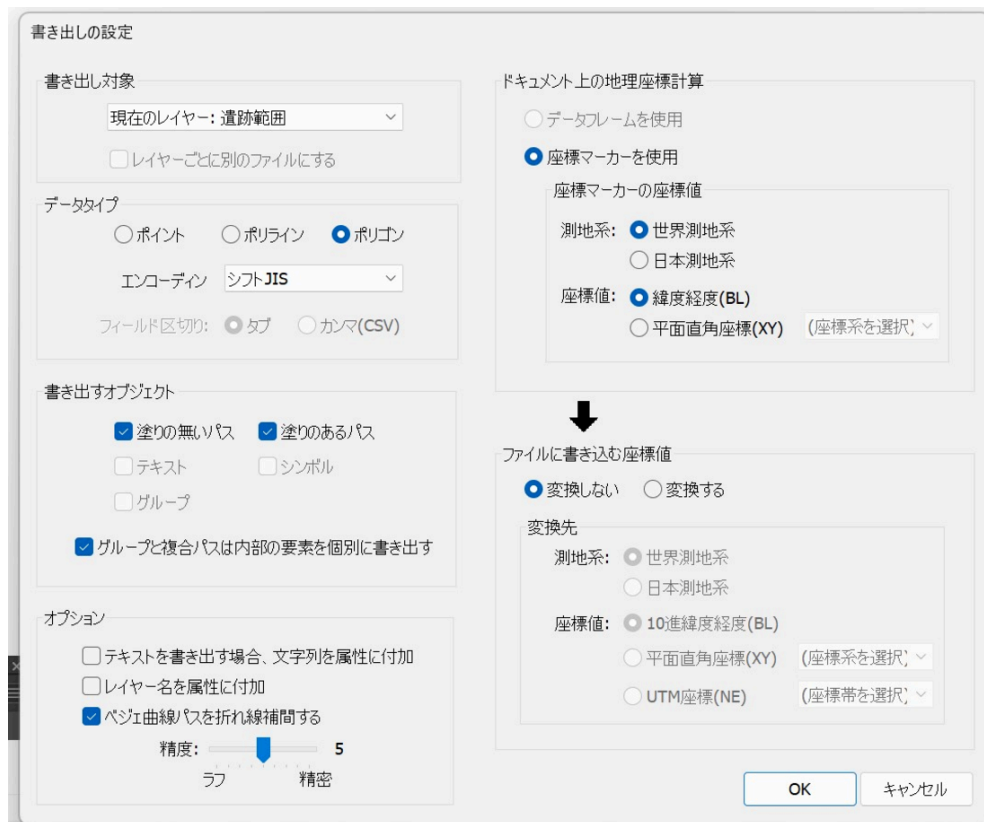 書き出しの設定
書き出し対象
現在のレイヤー: 遺跡範囲
レイヤーごとに別のファイルにする
データタイプ
ポイント ポリライン ポリゴン
エンコーディン シフトJIS
フィールド区切り: タブ カンマ(CSV)
書き出すオブジェクト
塗りの無いパス 塗りのあるパス
テキスト シンボル
グループ
グループと複合パスは内部の要素を個別に書き出す
オプション
テキストを書き出す場合、文字列を属性に付加
レイヤー名を属性に付加
ベジェ曲線パスを折れ線補間する
精度: 5
ラフ 精密
ドキュメント上の地理座標計算
データフレームを使用
座標マーカーを使用
座標マーカーの座標値
測地系: 世界測地系
日本測地系
座標値: 緯度経度(BL)
平面直角座標(XY) (座標系を選択)
ファイルに書き込む座標値
変換しない 変換する
変換先
測地系: 世界測地系
日本測地系
座標値: 10進緯度経度(BL)
平面直角座標(XY) (座標系を選択)
UTM座標(NE) (座標帯を選択)
OK キャンセル